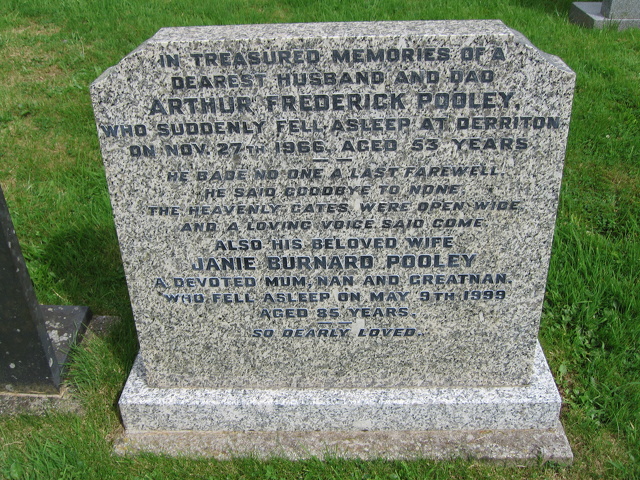 IN TREASURED MEMORIES OF A
DEAREST HUSBAND AND DAD
ARTHUR FREDERICK POOLEY,
WHO SUDDENLY FELL ASLEEP AT DERRITON
ON NOV. 27TH 1966. AGED 53 YEARS
HE BADE NO ONE A LAST FAREWELL.
HE SAID GOODBYE TO NONE
THE HEAVENLY GATES WERE OPEN WIDE
AND A LOVING VOICE SAID COME
ALSO HIS BELOVED WIFE
JANIE BURNARD POOLEY
A DEVOTED MUM, NAN AND GREATNAN.
WHO FELL ASLEEP ON MAY 9TH 1999
AGED 85 YEARS.
SO DEARLY LOVED.